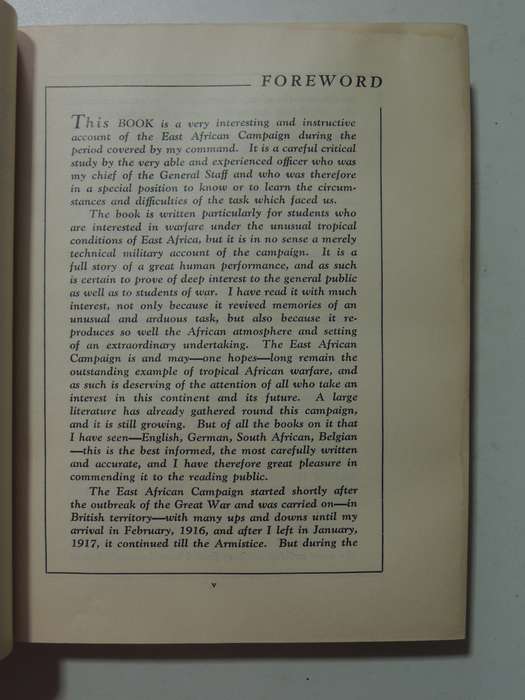 FOREWORD
This BOOK is a very interesting and instructive
account of the East African Campaign during the
period covered by my command. It is a careful critical
study by the very able and experienced officer who was
my chief of the General Staff and who was therefore
in a special position to know or to learn the circum-
stances and difficulties of the task which faced us.
The book is written particularly for students who
are interested in warfare under the unusual tropical
conditions of East Africa, but it is in no sense a merely
technical military account of the campaign. It is a
full story of a great human performance, and as such
is certain to prove of deep interest to the general public
as well as to students of war. I have read it with much
interest, not only because it revived memories of an
unusual and arduous task, but also because it re-
produces so well the African atmosphere and setting
of an extraordinary undertaking. The East African
Campaign is and may—one hopes—long remain the
outstanding example of tropical African warfare, and
as such is deserving of the attention of all who take an
interest in this continent and its future. A large
literature has already gathered round this campaign,
and it is still growing. But of all the books on it that
I have seen—English, German, South African, Belgian
—this is the best informed, the most carefully written
and accurate, and I have therefore great pleasure in
commending it to the reading public.
The East African Campaign started shortly after
the outbreak of the Great War and was carried on—in
British territory—with many ups and downs until my
arrival in February, 1916, and after I left in January,
1917, it continued till the Armistice. But during the
v